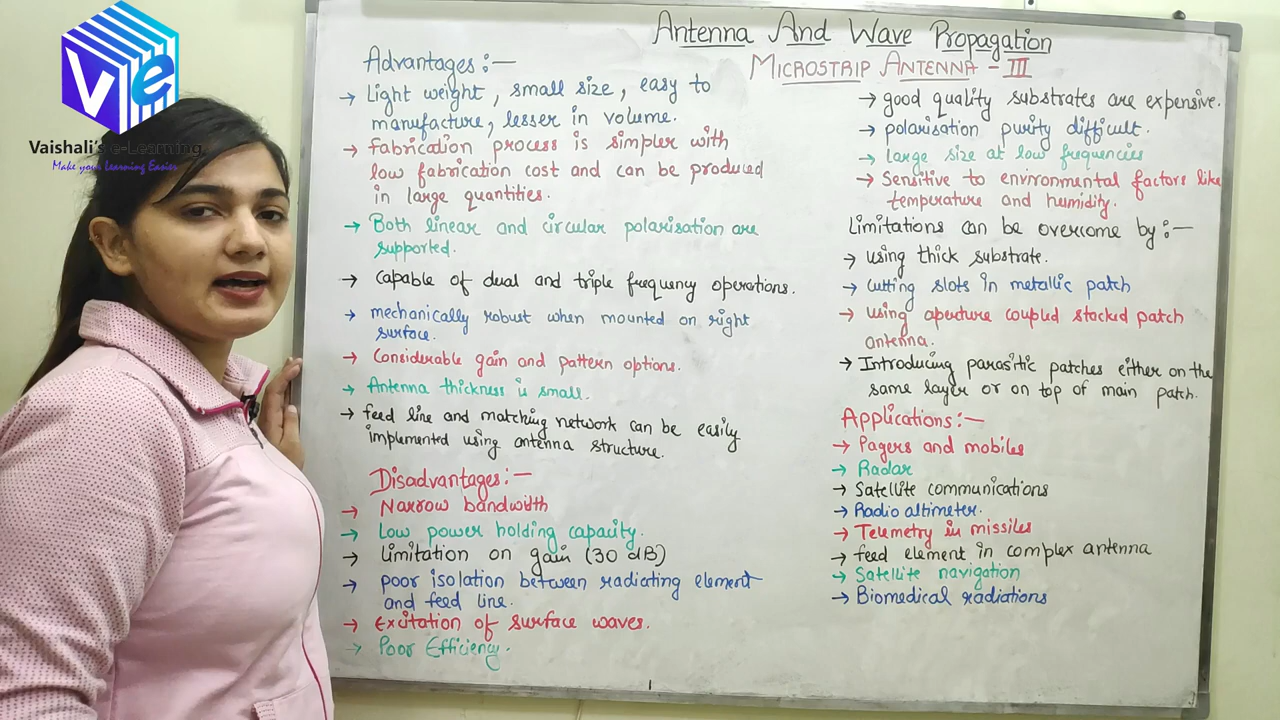 Ve
Vaishali's e-Learning
Make your Learning Easier
Antenna And Wave Propagation
MICROSTRIP ANTENNA - III
Advantages :-
→ Light weight, small size, easy to
manufacture, lesser in volume.
→ fabrication process is simpler with
low fabrication cost and can be produced
in large quantities.
→ Both linear and circular polarisation are
supported.
→ capable of dual and triple frequency operations.
→ mechanically robust when mounted on right
surface.
→ Considerable gain and pattern options.
→ Antenna thickness is small.
→ feed line and matching network can be easily
implemented using antenna structure.
Disadvantages :-
→ Narrow bandwidth
→ Low power holding capacity.
→ limitation on gain (30 dB)
→ poor isolation between radiating element
and feed line.
→ Excitation of surface waves.
→ Poor Efficiency.
→ good quality substrates are expensive.
→ polarisation purity difficult.
→ large size at low frequencies
→ Sensitive to environmental factors like
temperature and humidity.
Limitations can be overcome by :-
→ using thick substrate.
→ Cutting slots in metallic patch
→ using aperture coupled stacked patch
antenna.
→ Introducing parasitic patches either on the
same layer or on top of main patch.
Applications :-
→ Pagers and mobiles
→ Radar
→ Satellite communications
→ Radio altimeter.
→ Telemetry in missiles
→ feed element in complex antenna
→ Satellite navigation
→ Biomedical radiations